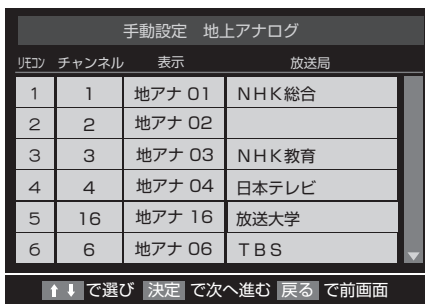 手動設定 地上アナログ
リモコン チャンネル 表示 放送局
1 1 地アナ 01 NHK総合
2 2 地アナ 02
3 3 地アナ 03 NHK教育
4 4 地アナ 04 日本テレビ
5 16 地アナ 16 放送大学
6 6 地アナ 06 TBS
⬆⬇で選び 決定 で次へ進む 戻る で前画面